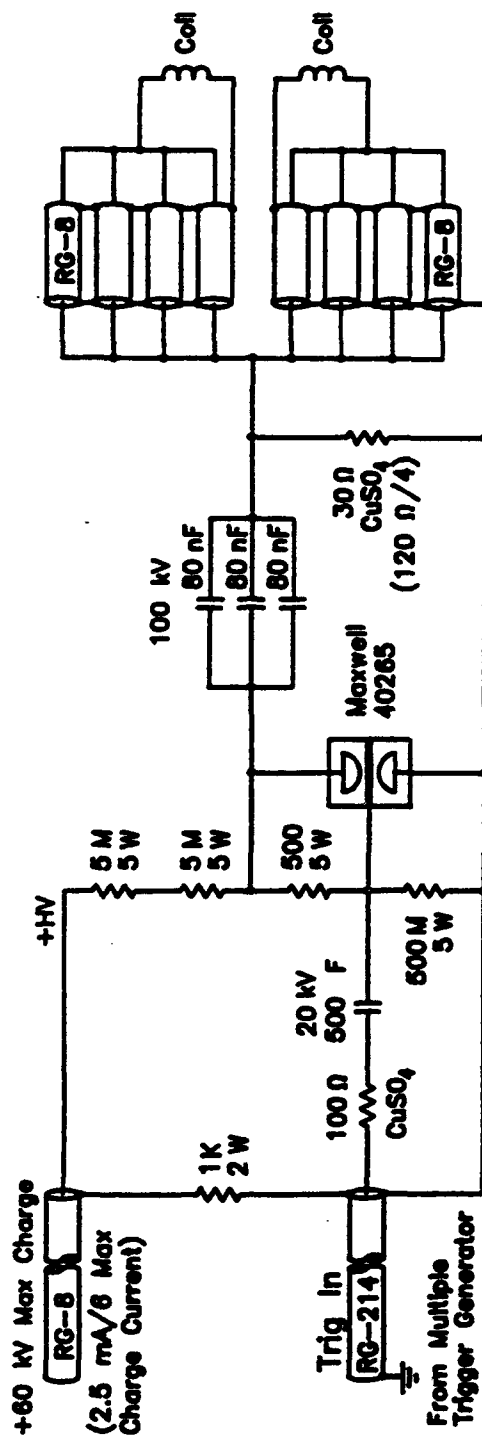 +60 kV Max Charge
RG-8
(2.5 mA/6 Max
Charge Current)
+HV
1K
2 W
Trig In
RG-214
From Multiple
Trigger Generator
100 Ω
CuSO4
20 kV
500 F
5 M
5 W
5 M
5 W
500
5 W
500 M
5 W
Maxwell
40265
100 kV
80 nF
80 nF
80 nF
30 Ω
CuSO4
(120 Ω/4)
RG-8
Coil
Coil
RG-8